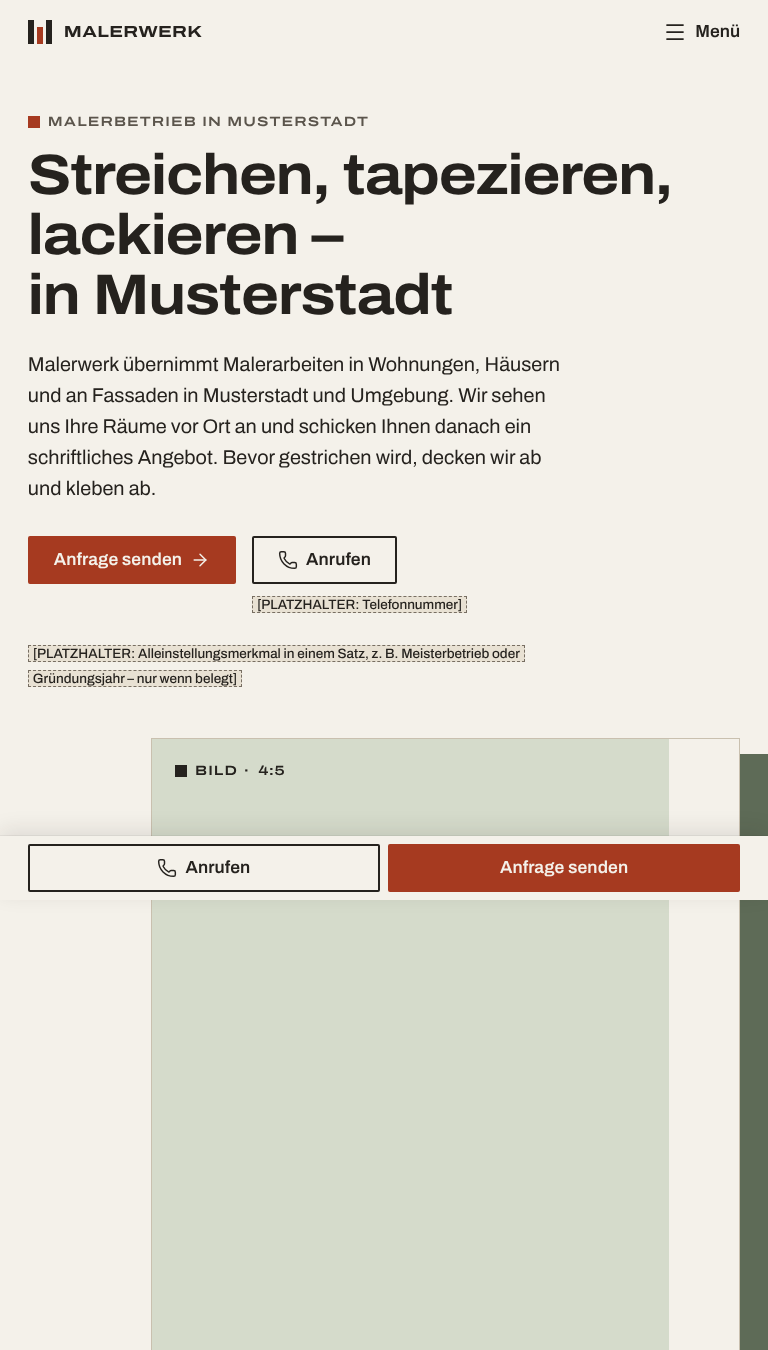 MALERWERK
Menü
MALERBETRIEB IN MUSTERSTADT
Streichen, tapezieren,
lackieren –
in Musterstadt
Malerwerk übernimmt Malerarbeiten in Wohnungen, Häusern
und an Fassaden in Musterstadt und Umgebung. Wir sehen
uns Ihre Räume vor Ort an und schicken Ihnen danach ein
schriftliches Angebot. Bevor gestrichen wird, decken wir ab
und kleben ab.
Anfrage senden →
Anrufen
[PLATZHALTER: Telefonnummer]
[PLATZHALTER: Alleinstellungsmerkmal in einem Satz, z. B. Meisterbetrieb oder
Gründungsjahr – nur wenn belegt]
BILD · 4:5
Anrufen
Anfrage senden